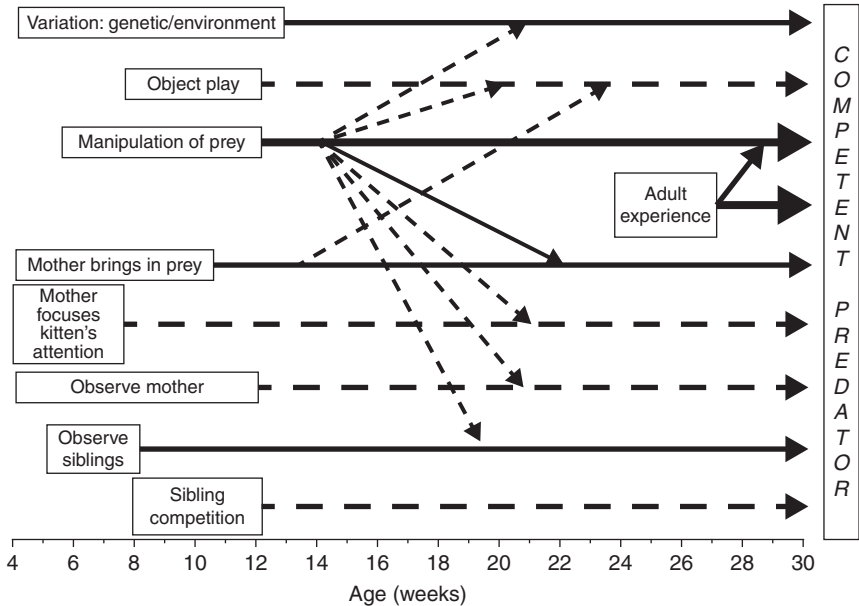 Variation: genetic/environment
Object play
Manipulation of prey
Adult
experience
Mother brings in prey
Mother
focuses
kitten's
attention
Observe mother
Observe
siblings
Sibling
competition
4 6 8 10 12 14 16 18 20 22 24 26 28 30
Age (weeks)
COMPETENT PREDATOR